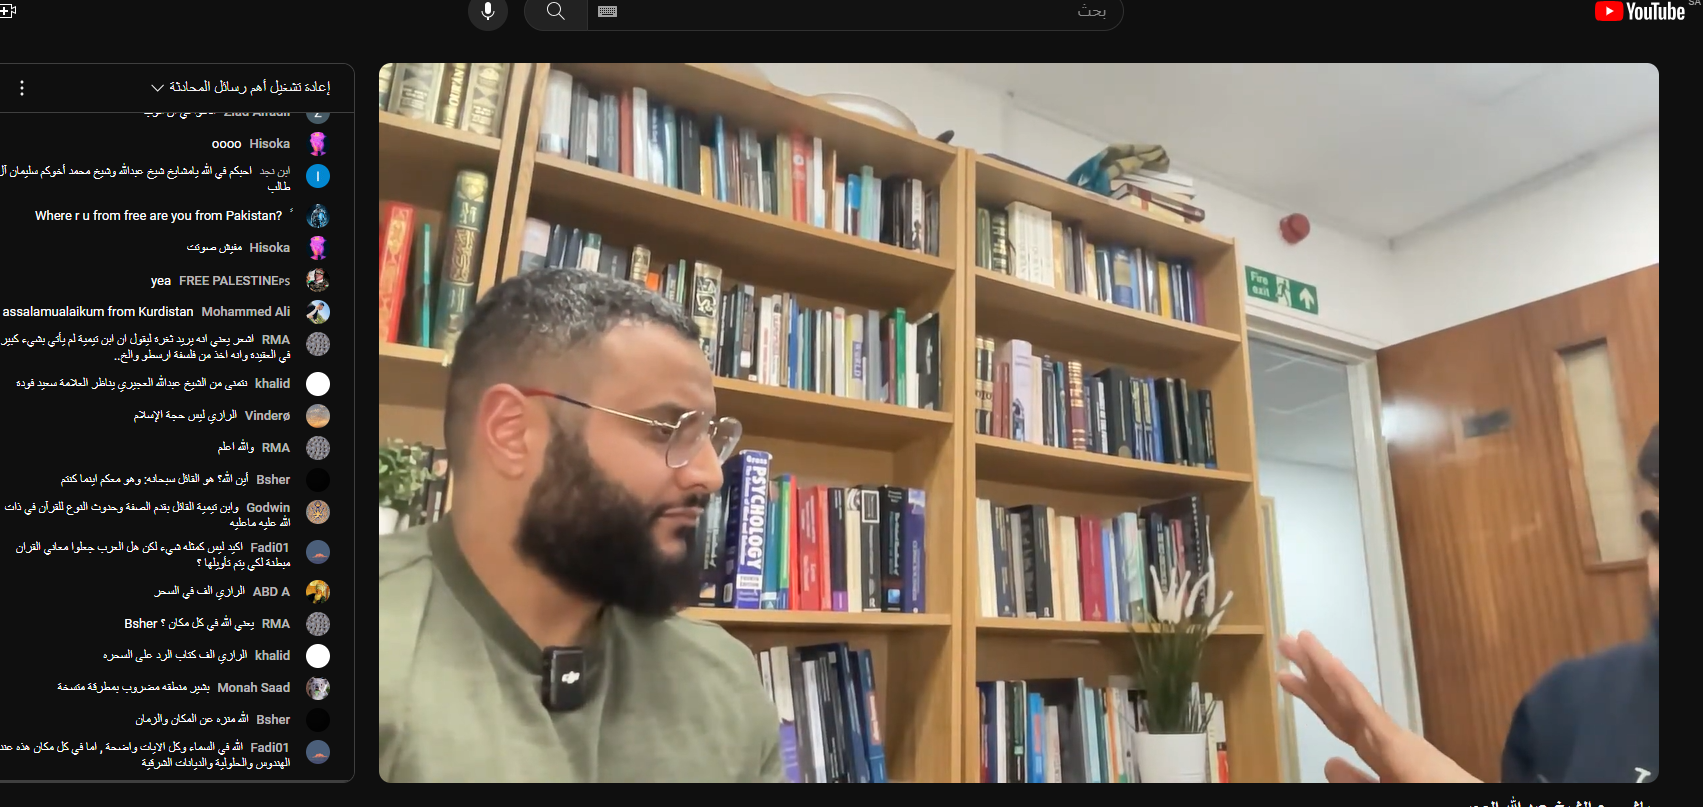 بحث
YouTube SA
إعادة تشغيل أهم رسائل المحادثة
Hisoka oooo
ابن نجد احبكم في الله يامشايخ شيخ عبدالله وشيخ محمد أخوكم سليمان آل
طالب
Where r u from free are you from Pakistan?
Hisoka مفيش صوتت
FREE PALESTINEPS yea
Mohammed Ali assalamualaikum from Kurdistan
RMA اشعر يعني انه يريد ثغرة ليقول ان ابن تيمية لم يأتي بشيء كبير
في العقيده وانه اخذ من فلسفة ارسطو والخ..
khalid نتمنى من الشيخ عبدالله العجيري يناظر العلامة سعيد فوده
Vinderø الرازي ليس حجة الإسلام
RMA والله اعلم
Bsher أين الله؟ هو القائل سبحانه: وهو معكم اينما كنتم
Godwin وابن تيمية القائل بقدم الصفة وحدوث النوع للقرآن في ذات
الله عليه ماعليه
Fadi01 اكيد ليس كمثله شيء لكن هل العرب جعلوا معاني القران
مبطنة لكي يتم تأويلها ؟
ABD A الرازي الف في السحر
RMA يعني الله في كل مكان ؟ Bsher
khalid الرازي الف كتاب الرد على السحره
Monah Saad بشير منطقه مضروب بمطرقة متسخة
Bsher الله منزه عن المكان والزمان
Fadi01 الله في السماء وكل الايات واضحة , اما في كل مكان هذه عند
الهندوس والحلولية والديانات الشرقية
Fire
exit
Gross
PSYCHOLOGY
WORLD